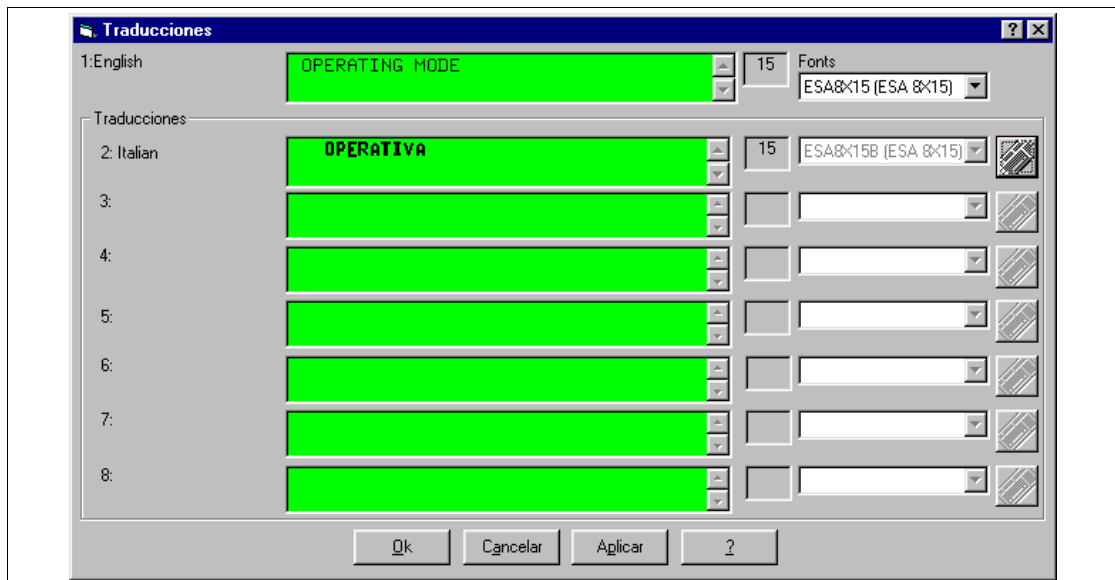 Traducciones
1:English
OPERATING MODE
15
Fonts
ESA8X15 (ESA 8X15)
Traducciones
2: Italian
OPERATIVA
15
ESA8X15B (ESA 8X15)
3:
4:
5:
6:
7:
8:
Ok Cancelar Aplicar ?